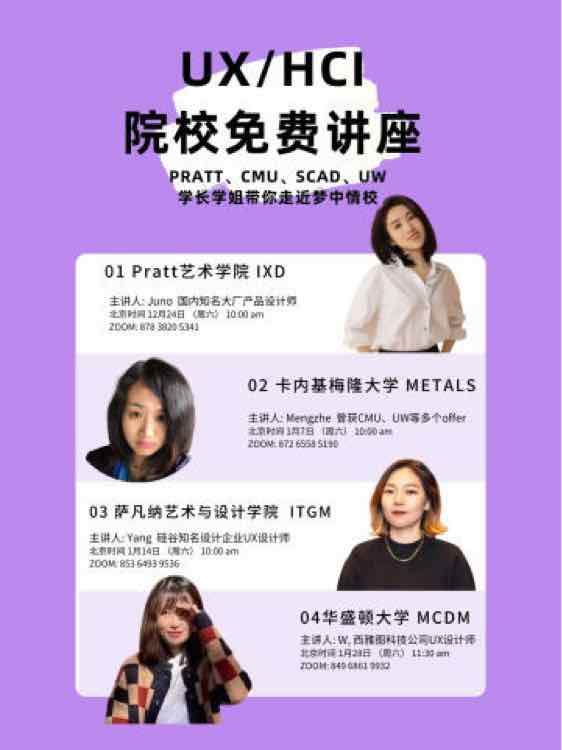 UX/HCI
院校免费讲座
PRATT、CMU、SCAD、UW
学长学姐带你走近梦中情校
01 Pratt艺术学院 IXD
主讲人: Juno 国内知名大厂产品设计师
北京时间 12月24日 （周六） 10:00 am
ZOOM: 878 3820 5341
02 卡内基梅隆大学 METALS
主讲人: Mengzhe 曾获CMU、UW等多个offer
北京时间 1月7日 （周六） 10:00 am
ZOOM: 872 6558 5190
03 萨凡纳艺术与设计学院 ITGM
主讲人: Yang 硅谷知名设计企业UX设计师
北京时间 1月14日 （周六） 10:00 am
ZOOM: 853 6493 9536
04华盛顿大学 MCDM
主讲人: W, 西雅图科技公司UX设计师
北京时间 1月28日 （周六） 11:30 am
ZOOM: 849 6861 9932